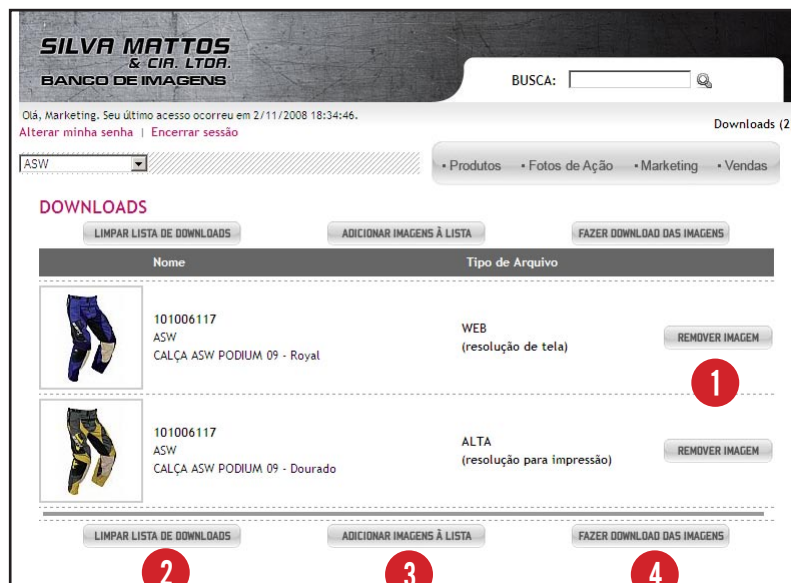 SILVA MATTOS
& CIA. LTDA.
BANCO DE IMAGENS
BUSCA:
Olá, Marketing. Seu último acesso ocorreu em 2/11/2008 18:34:46.
Alterar minha senha | Encerrar sessão
Downloads (2
ASW
• Produtos • Fotos de Ação • Marketing • Vendas
DOWNLOADS
LIMPAR LISTA DE DOWNLOADS ADICIONAR IMAGENS À LISTA FAZER DOWNLOAD DAS IMAGENS
Nome Tipo de Arquivo
101006117
ASW
CALÇA ASW PODIUM 09 - Royal
WEB
(resolução de tela)
REMOVER IMAGEM
1
101006117
ASW
CALÇA ASW PODIUM 09 - Dourado
ALTA
(resolução para impressão)
REMOVER IMAGEM
LIMPAR LISTA DE DOWNLOADS ADICIONAR IMAGENS À LISTA FAZER DOWNLOAD DAS IMAGENS
2 3 4